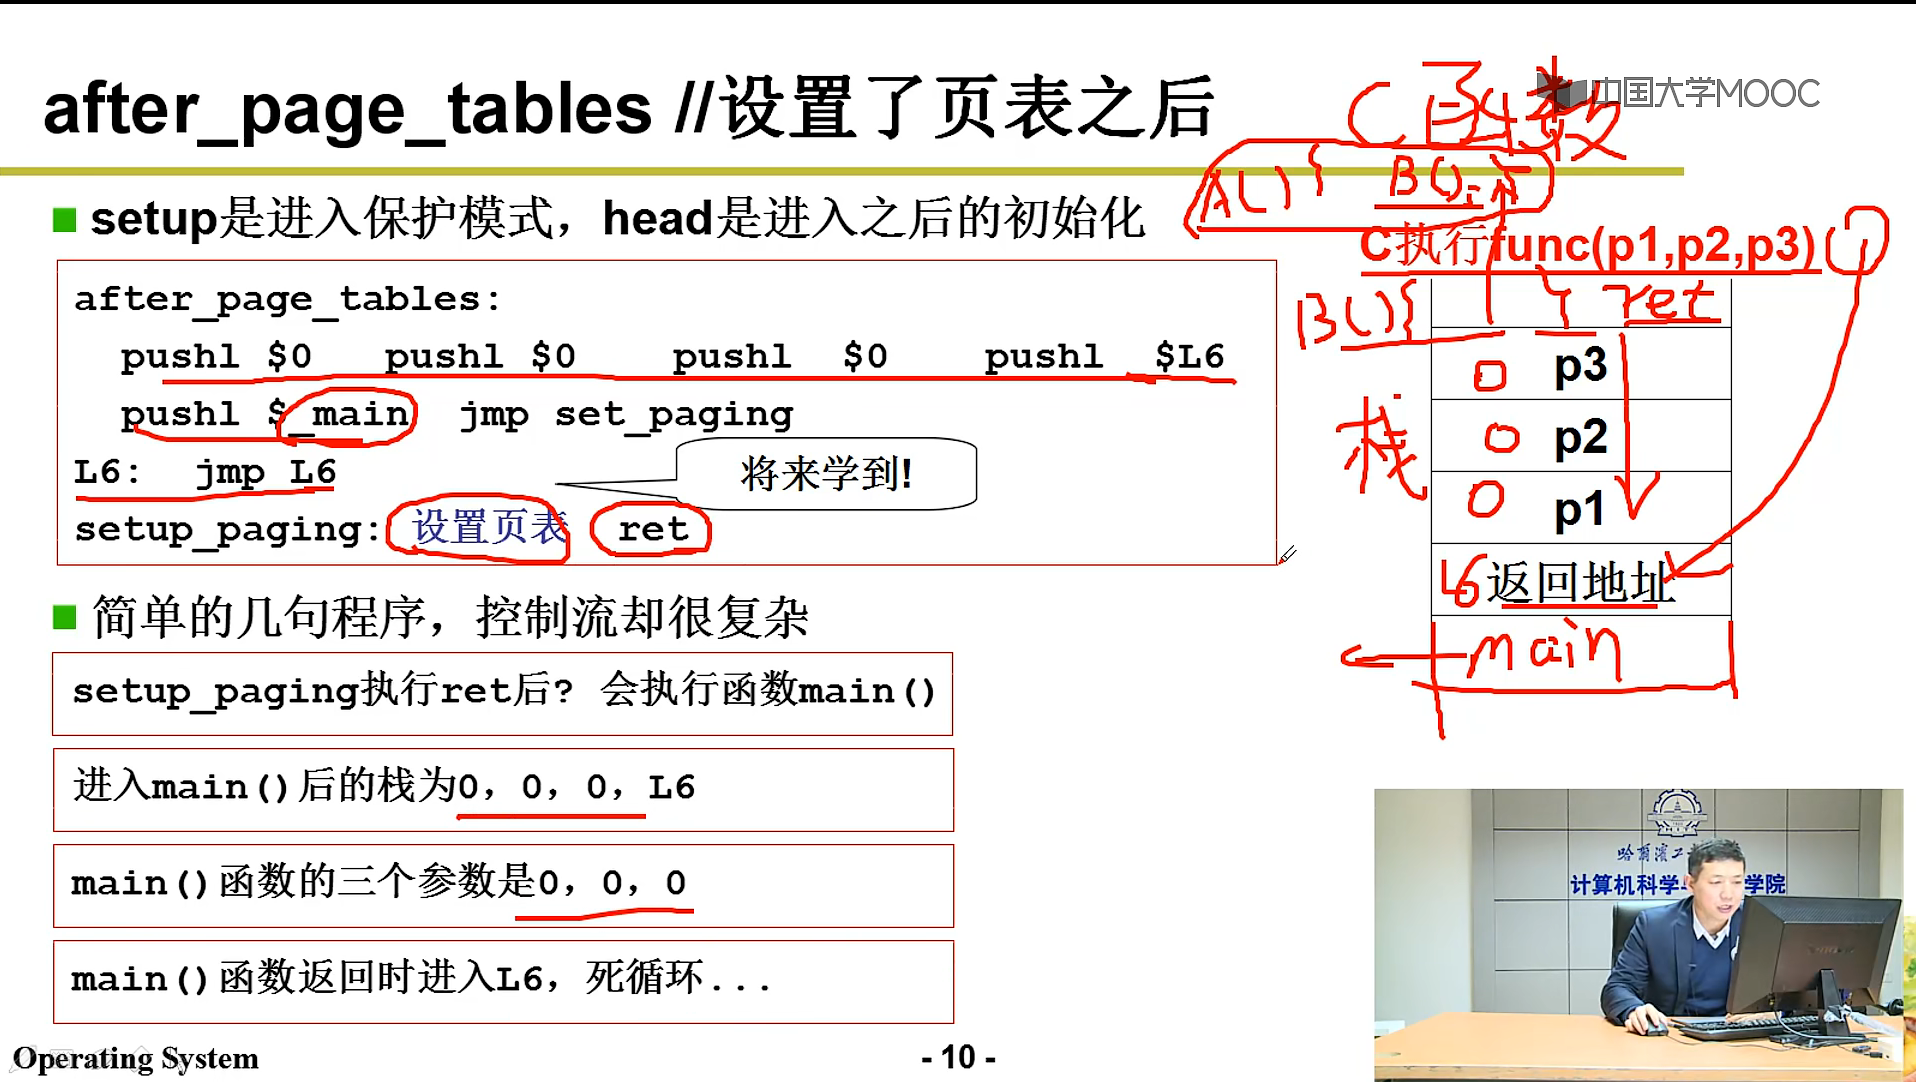 中国大学MOOC
after_page_tables //设置了页表之后
C函数
A(){ B(); }
setup是进入保护模式，head是进入之后的初始化
C执行func(p1,p2,p3)
after_page_tables:
pushl $0 pushl $0 pushl $0 pushl $L6
pushl $_main jmp set_paging
L6: jmp L6
setup_paging: 设置页表 ret
将来学到!
B(){
} ret
栈
0 p3
0 p2
0 p1
L6 返回地址
main
简单的几句程序，控制流却很复杂
setup_paging执行ret后? 会执行函数main()
进入main()后的栈为0，0，0，L6
main()函数的三个参数是0，0，0
main()函数返回时进入L6，死循环...
计算机科学
学院
Operating System
- 10 -